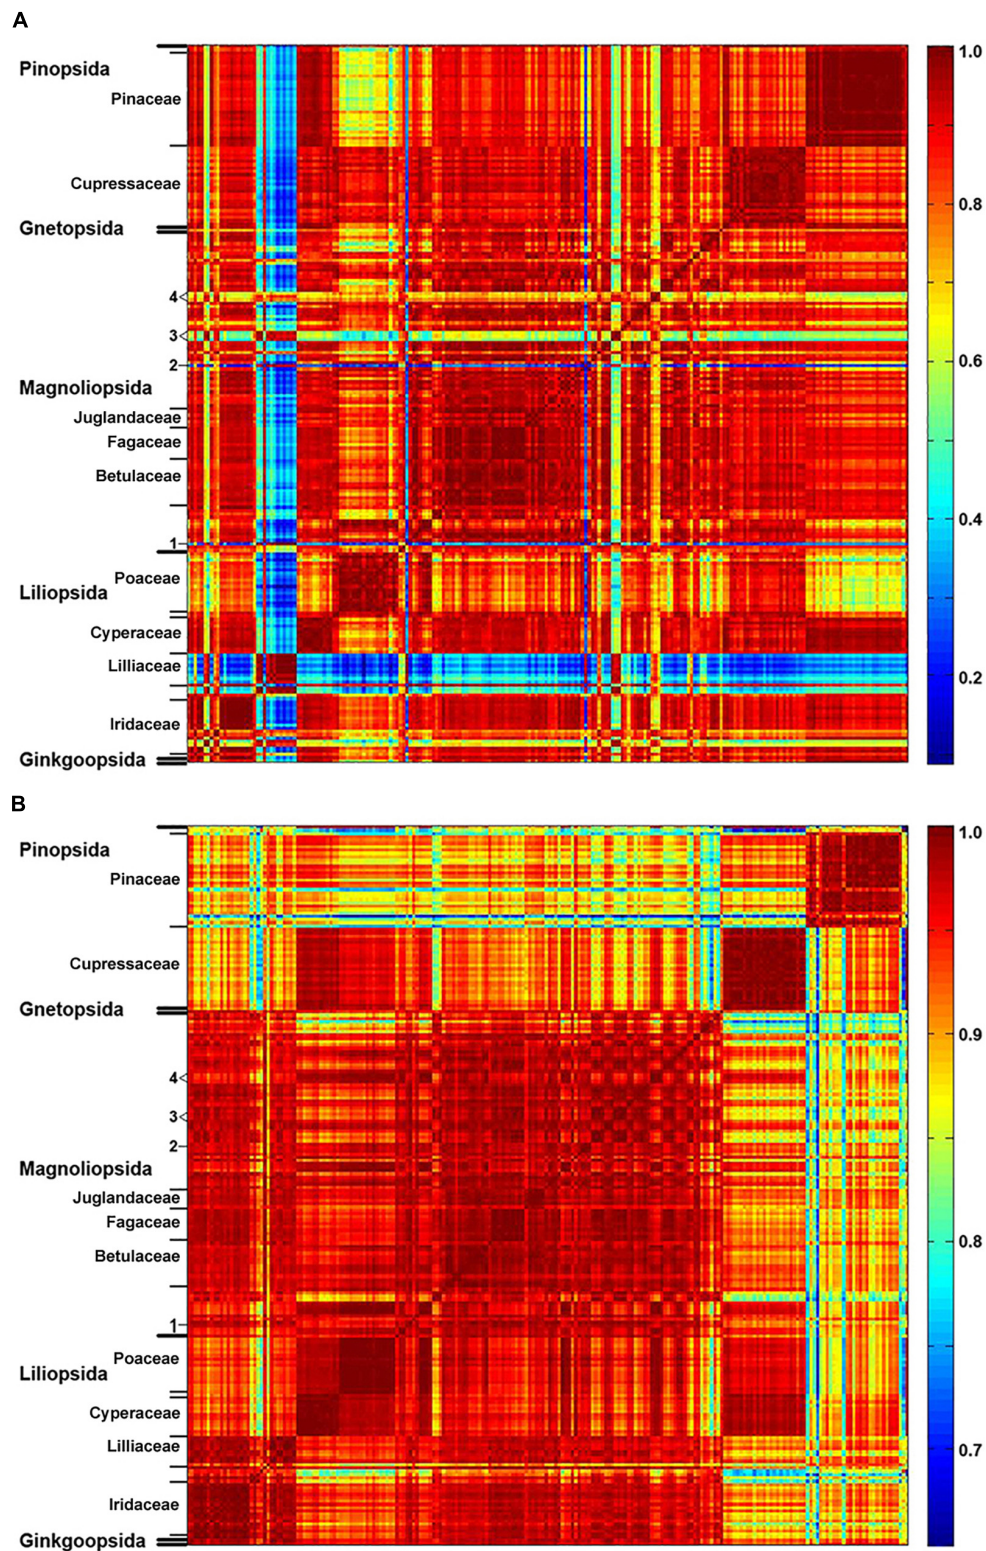 A
Pinopsida
Pinaceae
Cupressaceae
Gnetopsida
4
3
2
Magnoliopsida
Juglandaceae
Fagaceae
Betulaceae
1
Poaceae
Liliopsida
Cyperaceae
Lilliaceae
Iridaceae
Ginkgoopsida
1.0
0.8
0.6
0.4
0.2
B
Pinopsida
Pinaceae
Cupressaceae
Gnetopsida
4
3
2
Magnoliopsida
Juglandaceae
Fagaceae
Betulaceae
1
Poaceae
Liliopsida
Cyperaceae
Lilliaceae
Iridaceae
Ginkgoopsida
1.0
0.9
0.8
0.7